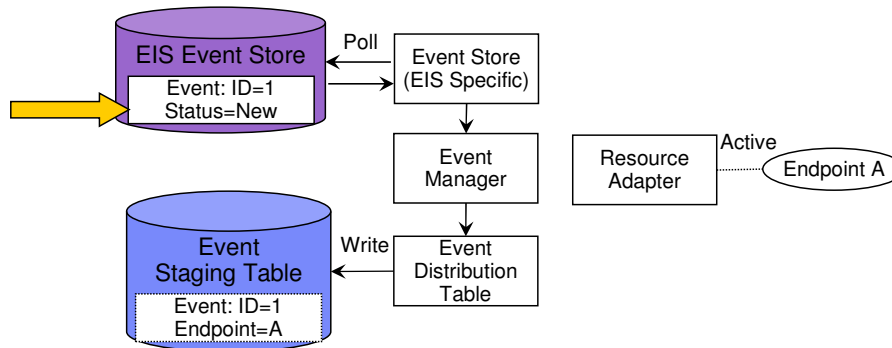 EIS Event Store
Event: ID=1
Status=New
Poll
Event Store
(EIS Specific)
Event
Manager
Resource
Adapter
Active
Endpoint A
Event
Staging Table
Event: ID=1
Endpoint=A
Write
Event
Distribution
Table